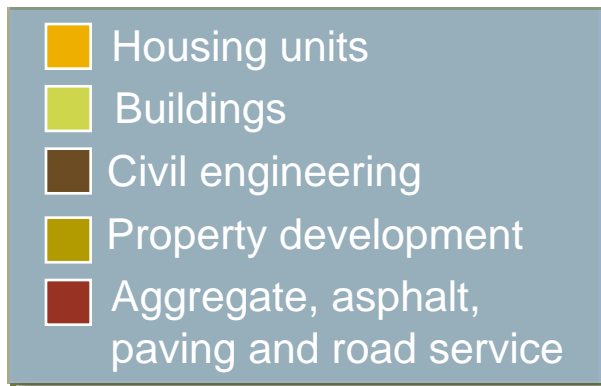 Housing units
Buildings
Civil engineering
Property development
Aggregate, asphalt,
paving and road service